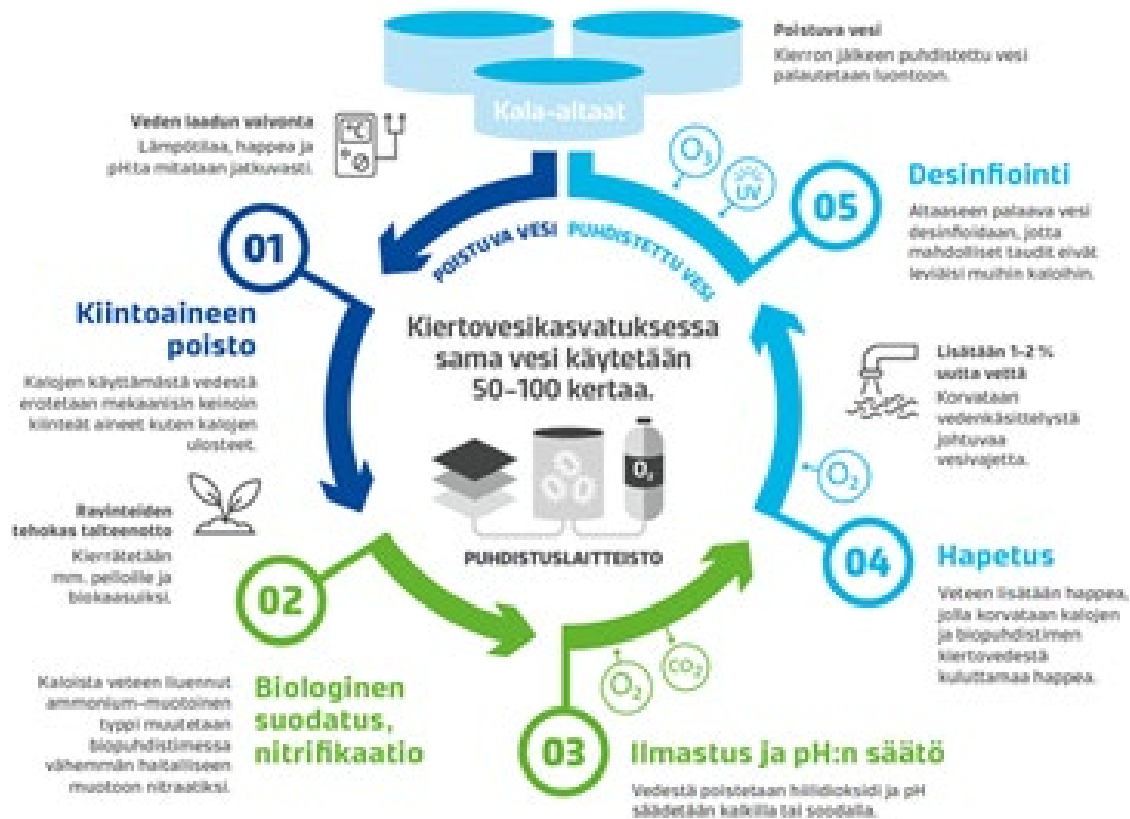 Poistuva vesi
Kierron jälkeen puhdistettu vesi
palautetaan luontoon.
Kala-altaat
Veden laadun valvonta
Lämpötilaa, happea ja
pH:ta mitataan jatkuvasti.
°C
POISTUVA VESI
PUHDISTETTU VESI
O₃
UV
01
Kiintoaineen
poisto
Kalojen käyttämästä vedestä
erotetaan mekaanisin keinoin
kiinteät aineet kuten kalojen
ulosteet.
Ravinteiden
tehokas talteenotto
Kierrätetään
mm. pelloille ja
biokaasuiksi.
Kiertovesikasvatuksessa
sama vesi käytetään
50–100 kertaa.
O₂
PUHDISTUSLAITTEISTO
02
Biologinen
suodatus,
nitrifikaatio
Kaloista veteen liuennut
ammonium-muotoinen
typpi muutetaan
biopuhdistimessa
vähemmän haitalliseen
muotoon nitraatiksi.
O₂
CO₂
03
Ilmastus ja pH:n säätö
Vedestä poistetaan hiilidioksidi ja pH
säädetään kalkilla tai soodalla.
04
Hapetus
Veteen lisätään happea,
jolla korvataan kalojen
ja biopuhdistimen
kiertovedestä
kuluttamaa happea.
O₂
Lisätään 1-2 %
uutta vettä
Korvataan
vedenkäsittelystä
johtuvaa
vesivajetta.
05
Desinfiointi
Altaaseen palaava vesi
desinfioidaan, jotta
mahdolliset taudit eivät
leviäisi muihin kaloihin.